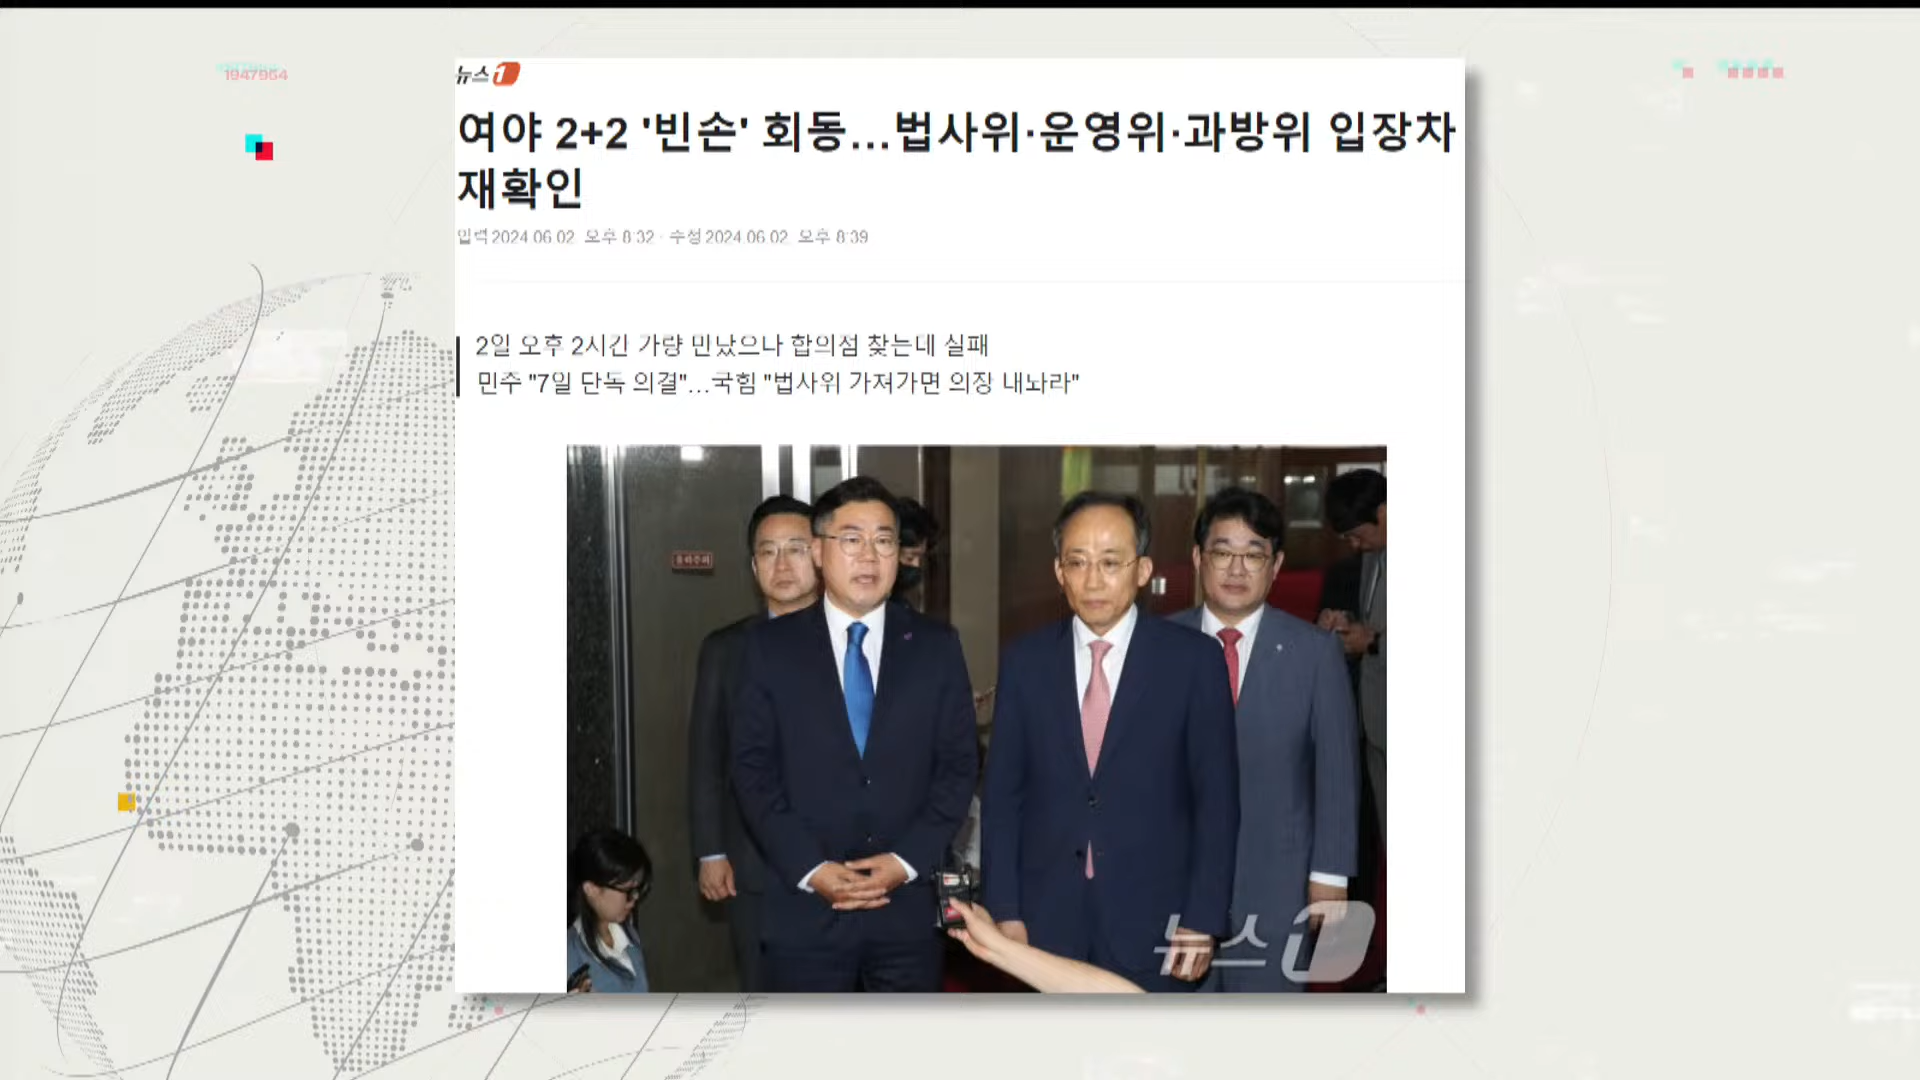 1947954
뉴스1
여야 2+2 '빈손' 회동...법사위·운영위·과방위 입장차
재확인
입력 2024.06.02. 오후 8:32 · 수정 2024.06.02. 오후 8:39
2일 오후 2시간 가량 만났으나 합의점 찾는데 실패
민주 "7일 단독 의결"...국힘 "법사위 가져가면 의장 내놔라"
뉴스1